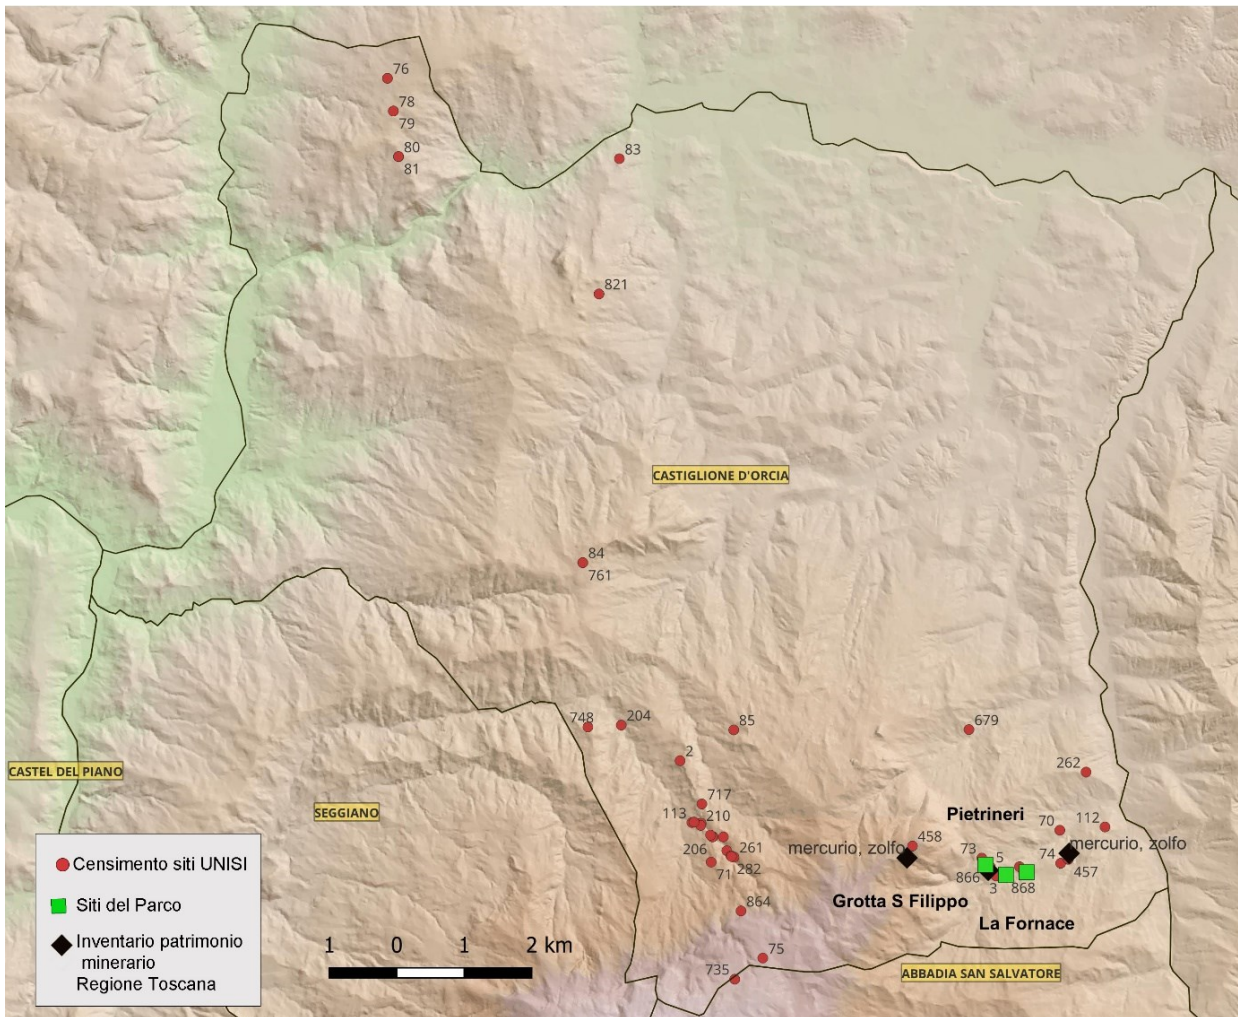 76
78
79
80
81
83
821
CASTIGLIONE D'ORCIA
84
761
748
204
85
679
2
262
CASTEL DEL PIANO
717
SEGGIANO
113
210
Pietrineri
112
70
458
mercurio, zolfo
mercurio, zolfo
206
261
73
5
74
71
282
866
3
868
457
Grotta S Filippo
864
La Fornace
75
735
ABBADIA SAN SALVATORE
Censimento siti UNISI
Siti del Parco
Inventario patrimonio
minerario
Regione Toscana
1 0 1 2 km